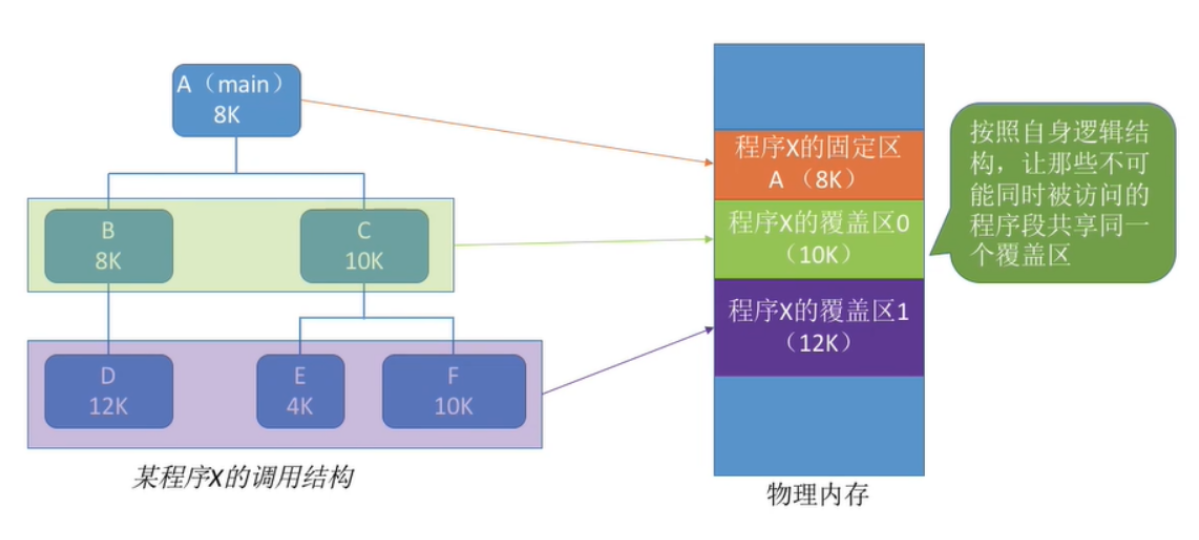 A（main）
8K
B
8K
C
10K
D
12K
E
4K
F
10K
某程序X的调用结构
程序X的固定区
A （8K）
程序X的覆盖区0
（10K）
程序X的覆盖区1
（12K）
物理内存
按照自身逻辑结
构，让那些不可
能同时被访问的
程序段共享同一
个覆盖区